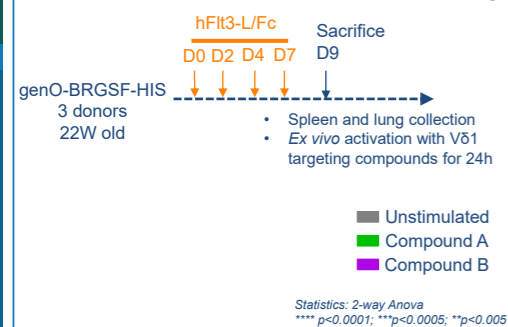 hFlt3-L/Fc
Sacrifice
D0 D2 D4 D7 D9
genO-BRGSF-HIS
3 donors
22W old
• Spleen and lung collection
• Ex vivo activation with Vδ1
targeting compounds for 24h
Unstimulated
Compound A
Compound B
Statistics: 2-way Anova
**** p<0.0001; ***p<0.0005; **p<0.005